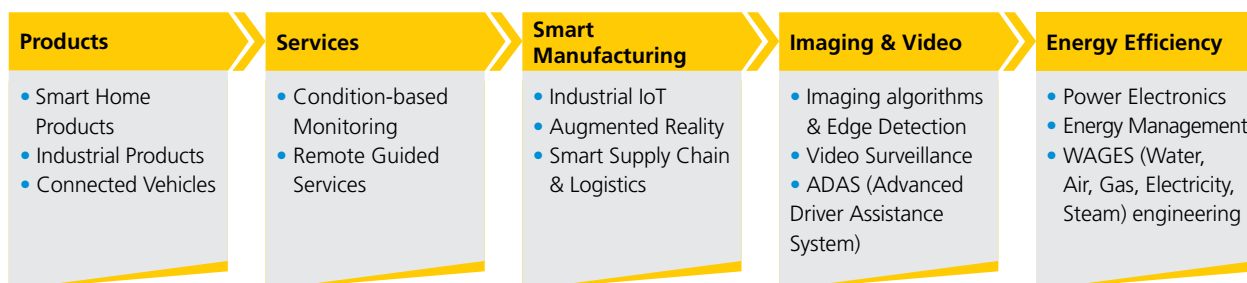 Products
• Smart Home
Products
• Industrial Products
• Connected Vehicles
Services
• Condition-based
Monitoring
• Remote Guided
Services
Smart
Manufacturing
• Industrial IoT
• Augmented Reality
• Smart Supply Chain
& Logistics
Imaging & Video
• Imaging algorithms
& Edge Detection
• Video Surveillance
• ADAS (Advanced
Driver Assistance
System)
Energy Efficiency
• Power Electronics
• Energy Management
• WAGES (Water,
Air, Gas, Electricity,
Steam) engineering